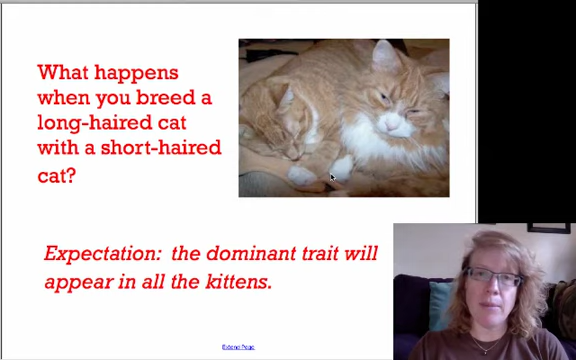 What happens
when you breed a
long-haired cat
with a short-haired
cat?
Expectation:  the dominant trait will
appear in all the kittens.